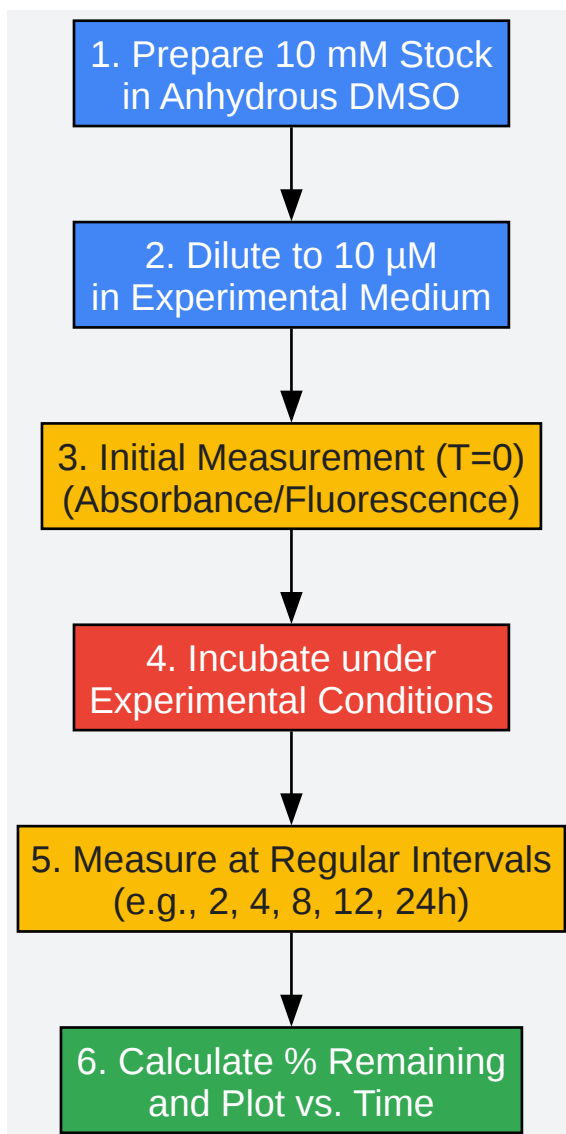 1. Prepare 10 mM Stock
in Anhydrous DMSO
2. Dilute to 10 µM
in Experimental Medium
3. Initial Measurement (T=0)
(Absorbance/Fluorescence)
4. Incubate under
Experimental Conditions
5. Measure at Regular Intervals
(e.g., 2, 4, 8, 12, 24h)
6. Calculate % Remaining
and Plot vs. Time